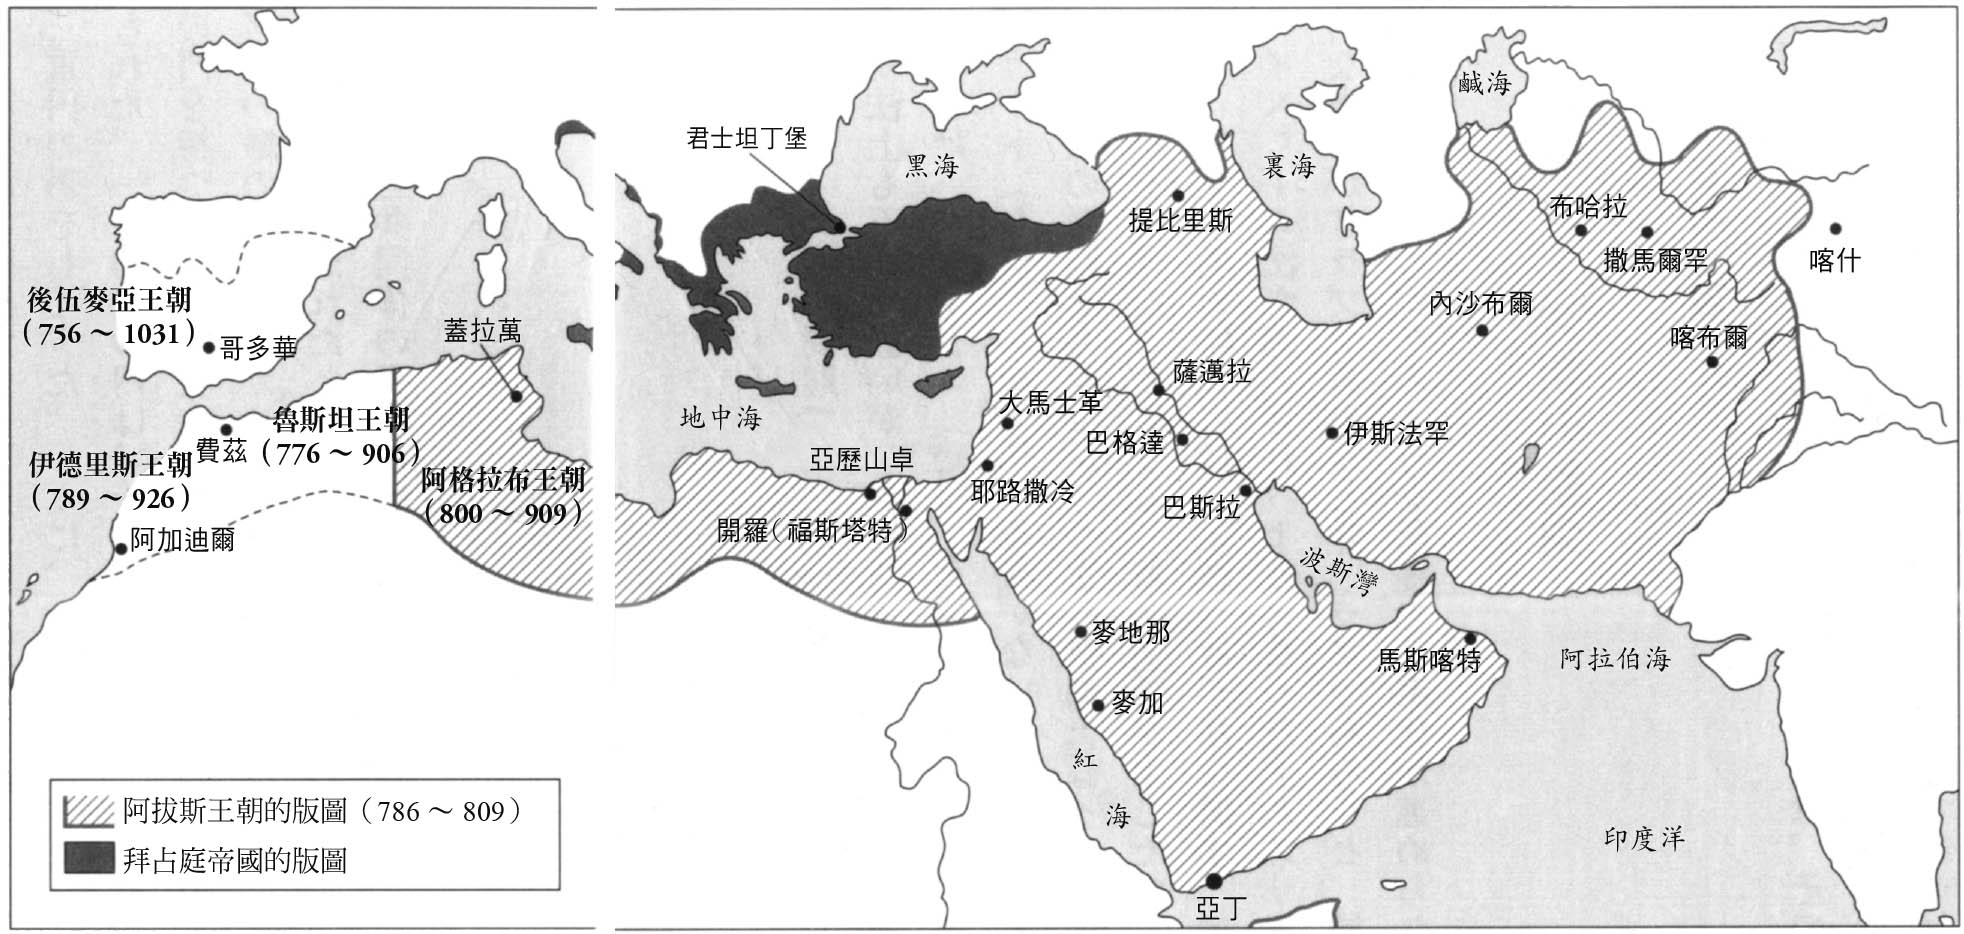 君士坦丁堡
黑海
裏海
鹹海
提比里斯
布哈拉
撒馬爾罕
喀什
後伍麥亞王朝
（756～1031）
哥多華
蓋拉萬
內沙布爾
喀布爾
薩邁拉
大馬士革
地中海
巴格達
伊斯法罕
魯斯坦王朝
（776～906）
費茲
伊德里斯王朝
（789～926）
阿格拉布王朝
（800～909）
亞歷山卓
耶路撒冷
巴斯拉
開羅（福斯塔特）
阿加迪爾
波斯灣
麥地那
馬斯喀特
阿拉伯海
麥加
紅海
印度洋
亞丁
阿拔斯王朝的版圖（786～809）
拜占庭帝國的版圖